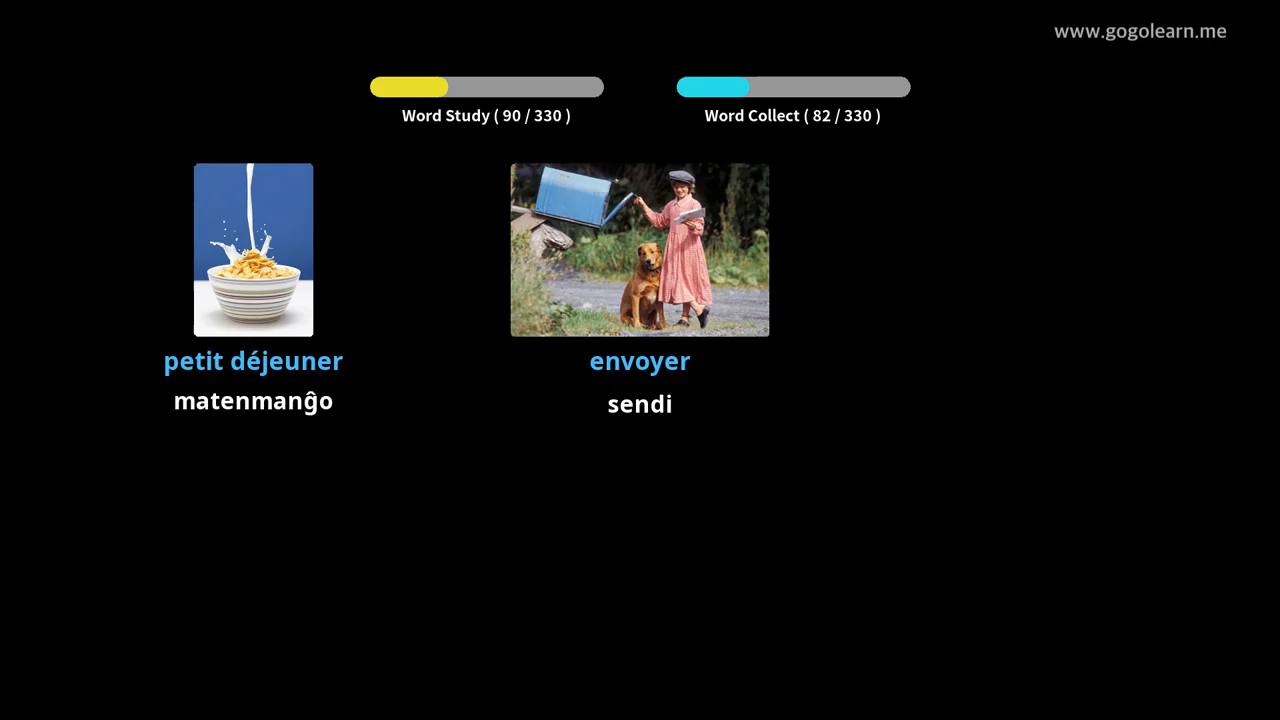 www.gogolearn.me
Word Study ( 90 / 330 )
Word Collect ( 82 / 330 )
petit déjeuner
matenmanĝo
envoyer
sendi